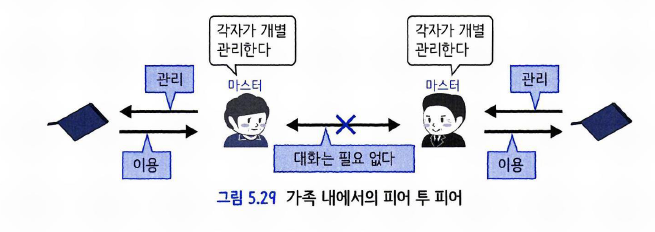 각자가 개별
관리한다
각자가 개별
관리한다
관리
마스터
마스터
관리
이용
대화는 필요 없다
이용
그림 5.29 가족 내에서의 피어 투 피어